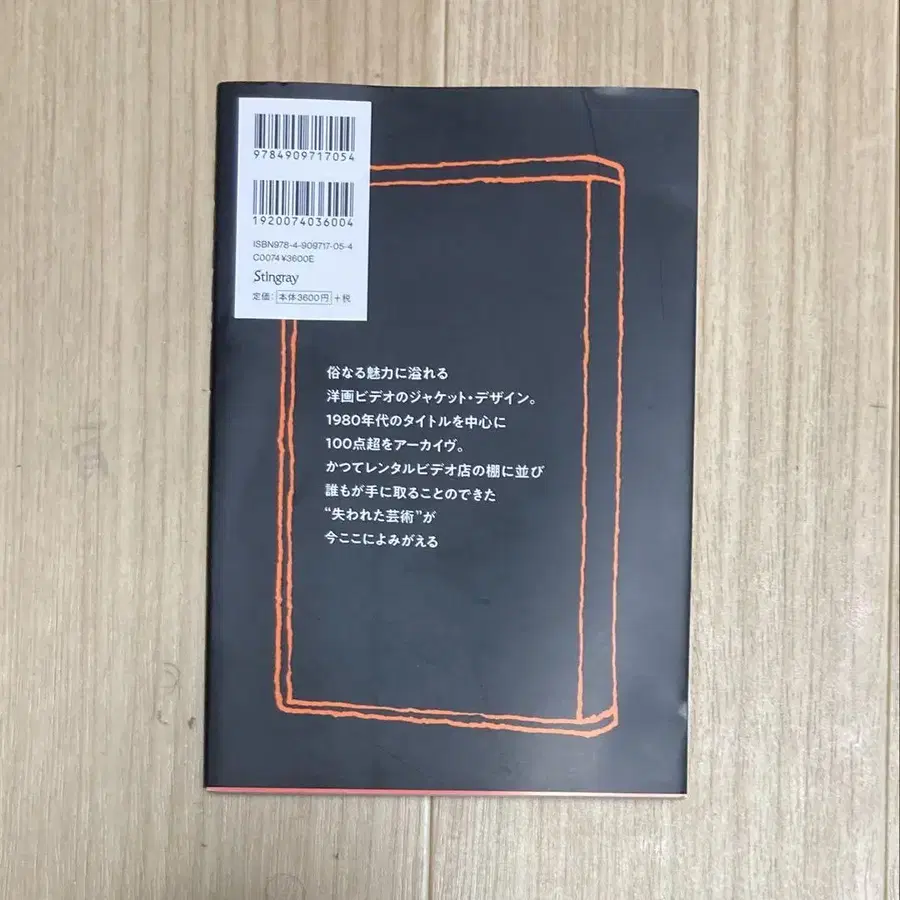 9784909717054
1920074036004
ISBN978-4-909717-05-4
C0074 ¥3600E
Stingray
定価: 本体3600円 +税
俗なる魅力に溢れる
洋画ビデオのジャケット・デザイン。
1980年代のタイトルを中心に
100点超をアーカイヴ。
かつてレンタルビデオ店の棚に並び
誰もが手に取ることのできた
“失われた芸術”が
今ここによみがえる